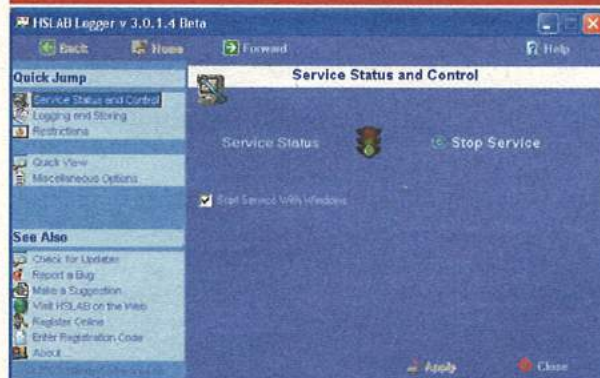 HSLAB Logger v 3.0.1.4 Beta
Back Home Forward Help
Quick Jump
Service Status and Control
Service Status and Control
Logging and Storing
Restrictions
Service Status
Stop Service
Quick View
Miscellaneous Options
Start Service With Windows
See Also
Check for Updates
Report a Bug
Make a Suggestion
Visit HSLAB on the Web
Register Online
Enter Registration Code
About
Apply Close